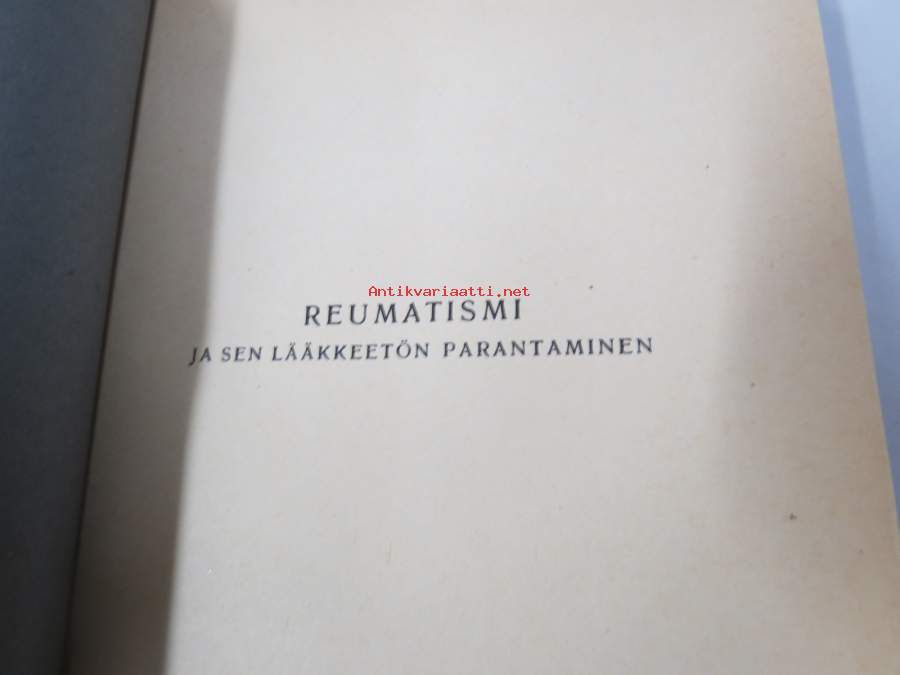 Antikvariaatti.net
REUMATISMI
JA SEN LÄÄKKEETÖN PARANTAMINEN